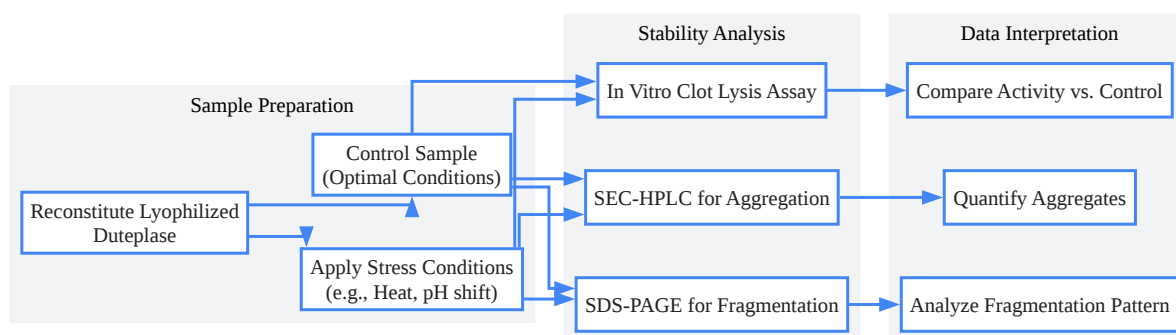 Sample Preparation
Reconstitute Lyophilized
Duteplase
Control Sample
(Optimal Conditions)
Apply Stress Conditions
(e.g., Heat, pH shift)
Stability Analysis
In Vitro Clot Lysis Assay
SEC-HPLC for Aggregation
SDS-PAGE for Fragmentation
Data Interpretation
Compare Activity vs. Control
Quantify Aggregates
Analyze Fragmentation Pattern